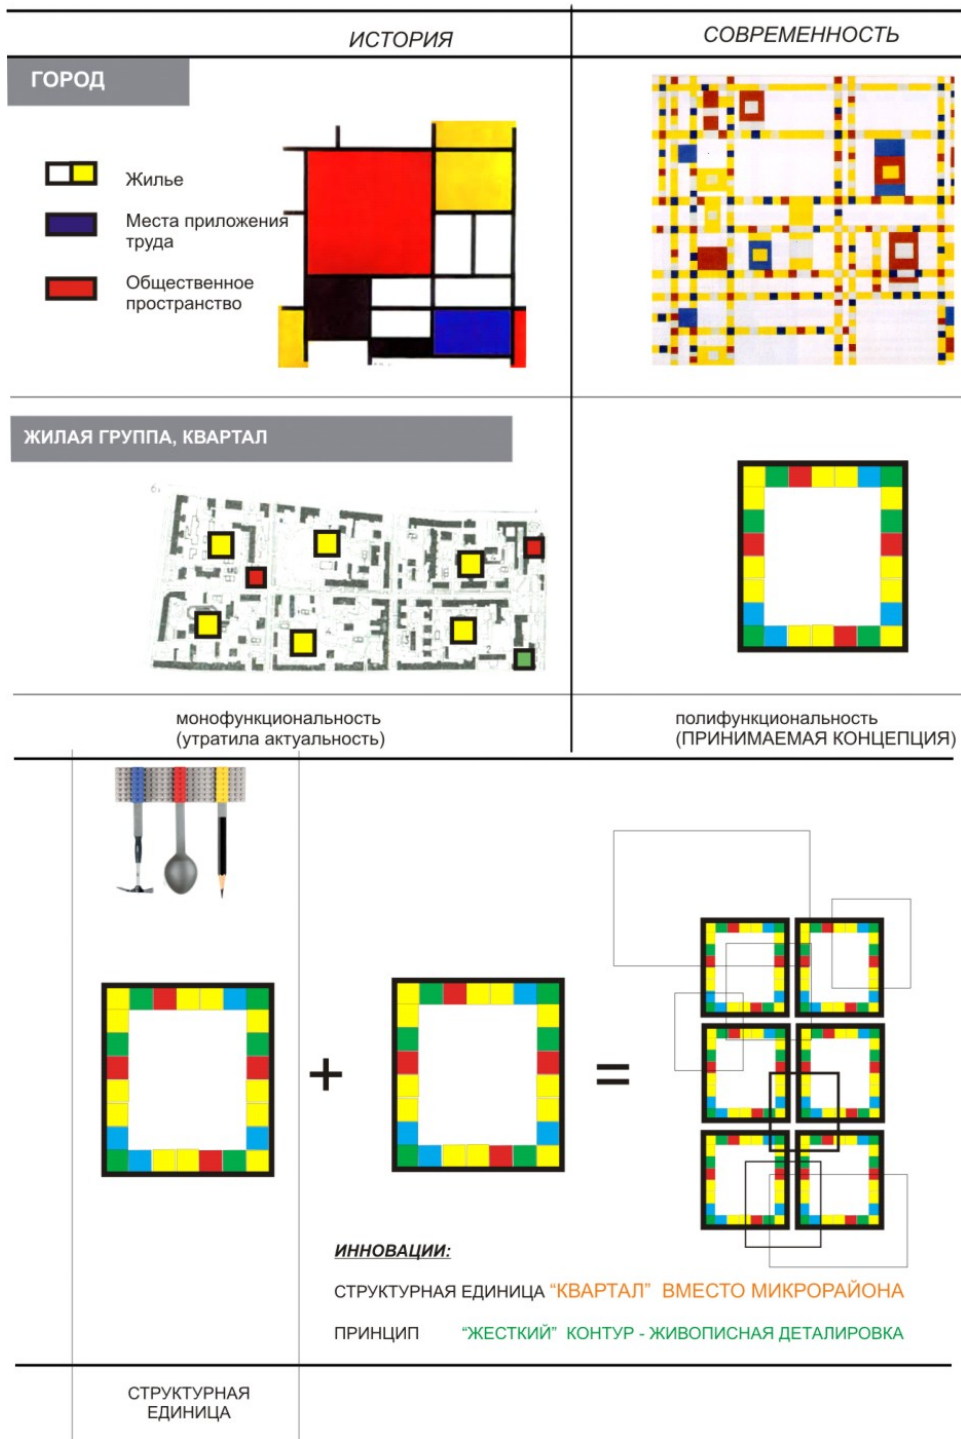 ИСТОРИЯ
СОВРЕМЕННОСТЬ
ГОРОД
Жилье
Места приложения
труда
Общественное
пространство
ЖИЛАЯ ГРУППА, КВАРТАЛ
монофункциональность
(утратила актуальность)
полифункциональность
(ПРИНИМАЕМАЯ КОНЦЕПЦИЯ)
+
=
ИННОВАЦИИ:
СТРУКТУРНАЯ ЕДИНИЦА “КВАРТАЛ” ВМЕСТО МИКРОРАЙОНА
ПРИНЦИП “ЖЕСТКИЙ” КОНТУР - ЖИВОПИСНАЯ ДЕТАЛИРОВКА
СТРУКТУРНАЯ
ЕДИНИЦА